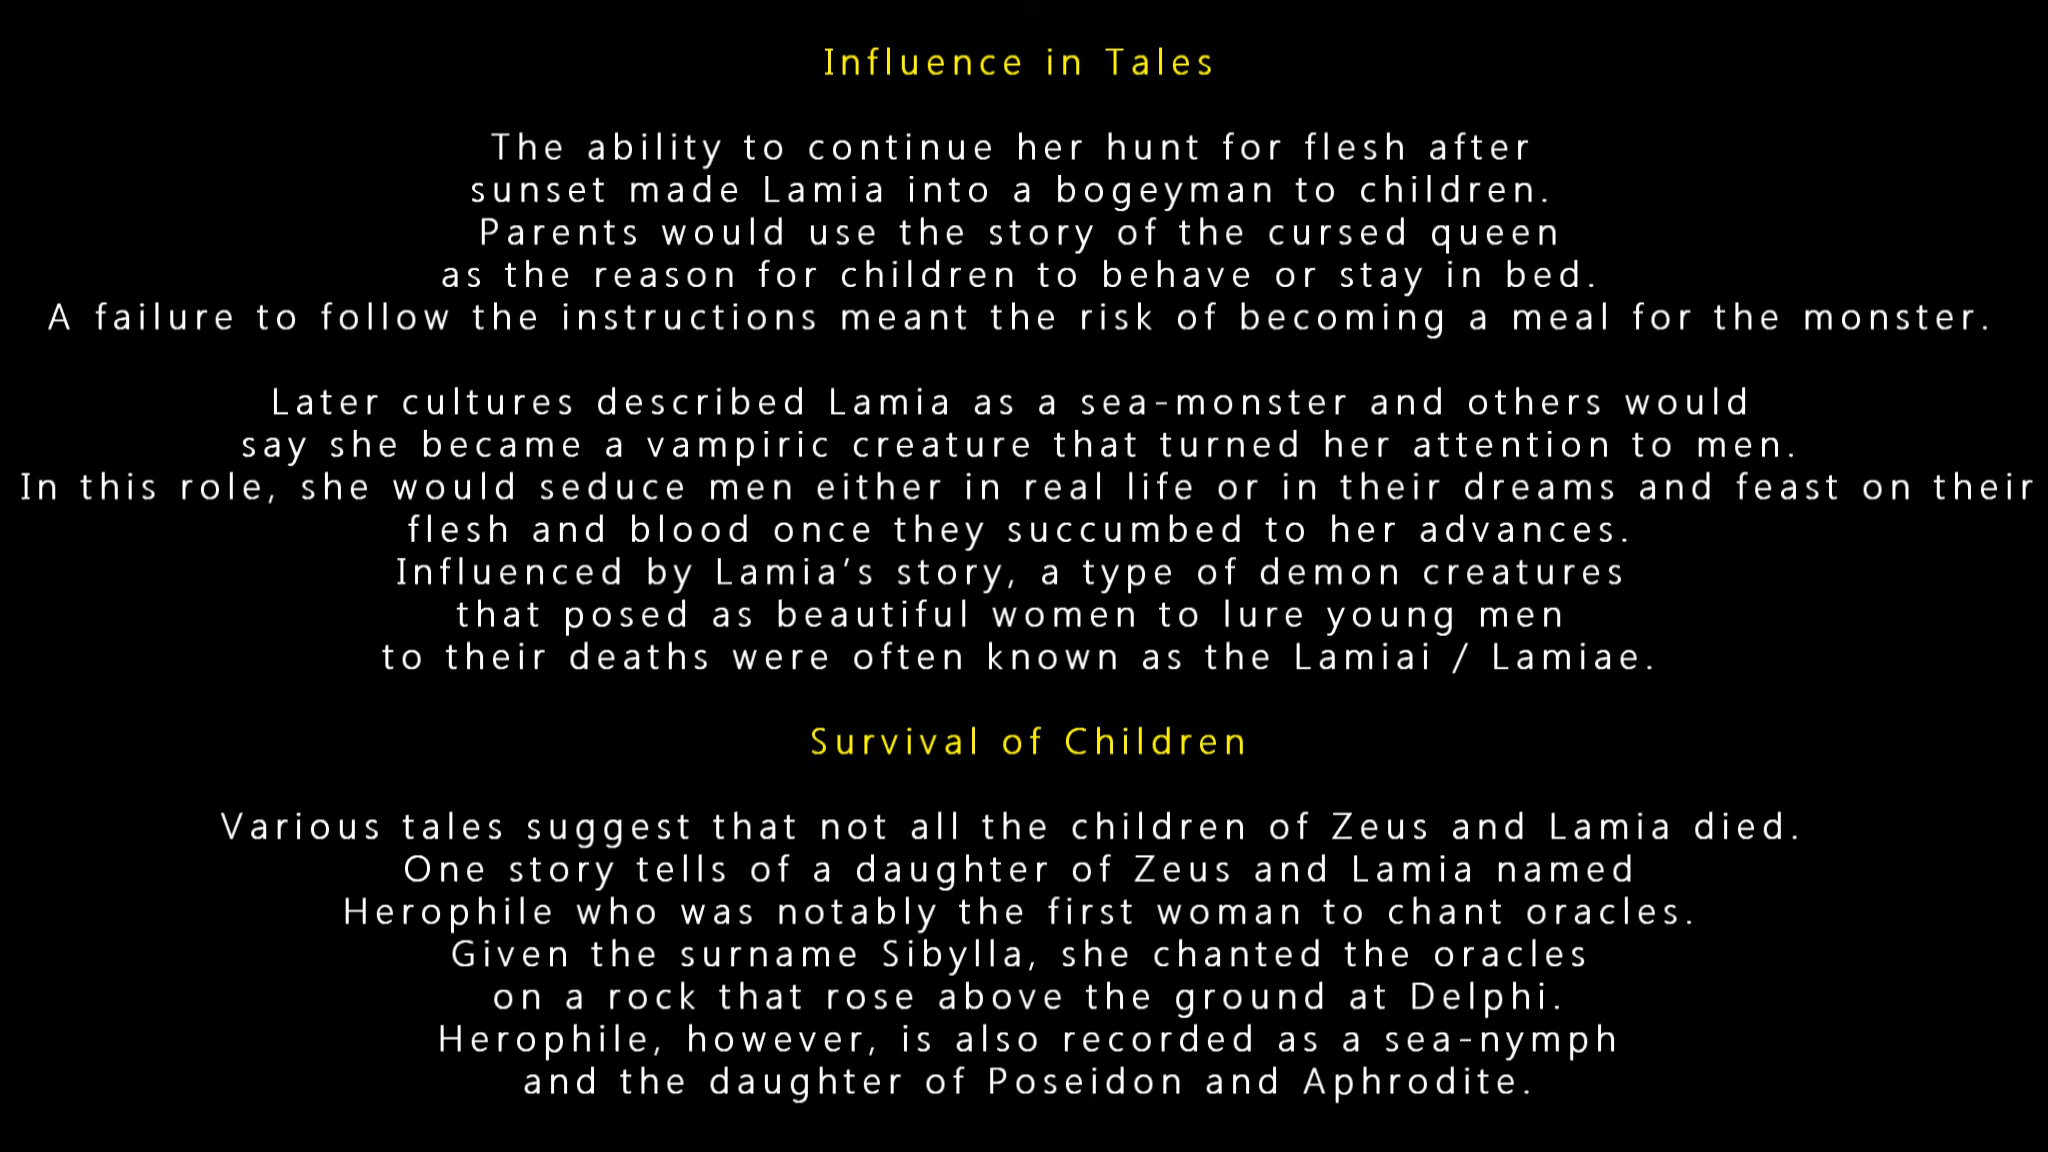 Influence in Tales
The ability to continue her hunt for flesh after
sunset made Lamia into a bogeyman to children.
Parents would use the story of the cursed queen
as the reason for children to behave or stay in bed.
A failure to follow the instructions meant the risk of becoming a meal for the monster.
Later cultures described Lamia as a sea-monster and others would
say she became a vampiric creature that turned her attention to men.
In this role, she would seduce men either in real life or in their dreams and feast on their
flesh and blood once they succumbed to her advances.
Influenced by Lamia’s story, a type of demon creatures
that posed as beautiful women to lure young men
to their deaths were often known as the Lamiai / Lamiae.
Survival of Children
Various tales suggest that not all the children of Zeus and Lamia died.
One story tells of a daughter of Zeus and Lamia named
Herophile who was notably the first woman to chant oracles.
Given the surname Sibylla, she chanted the oracles
on a rock that rose above the ground at Delphi.
Herophile, however, is also recorded as a sea-nymph
and the daughter of Poseidon and Aphrodite.